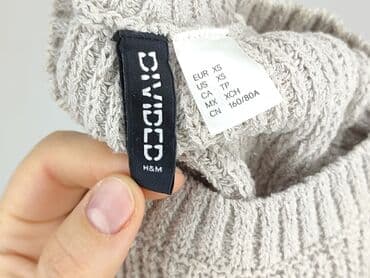 DIVIDED
H&M
EUR XS
US XS
CA TP
MX XCH
CN 160/80A